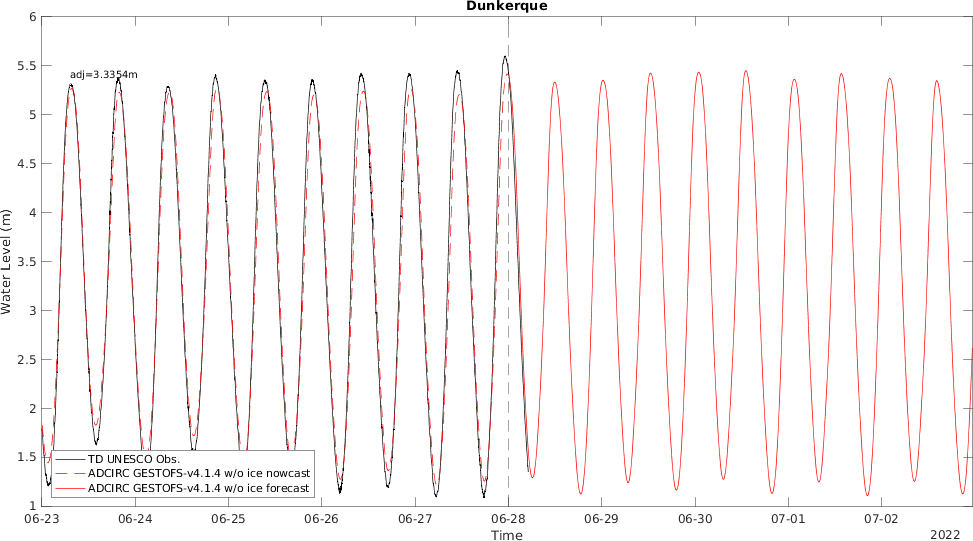 Dunkerque
6
5.5
5
4.5
4
3.5
3
2.5
2
1.5
1
Water Level (m)
adj=3.3354m
TD UNESCO Obs.
ADCIRC GESTOFS-v4.1.4 w/o ice nowcast
ADCIRC GESTOFS-v4.1.4 w/o ice forecast
06-23 06-24 06-25 06-26 06-27 06-28 06-29 06-30 07-01 07-02
Time
2022